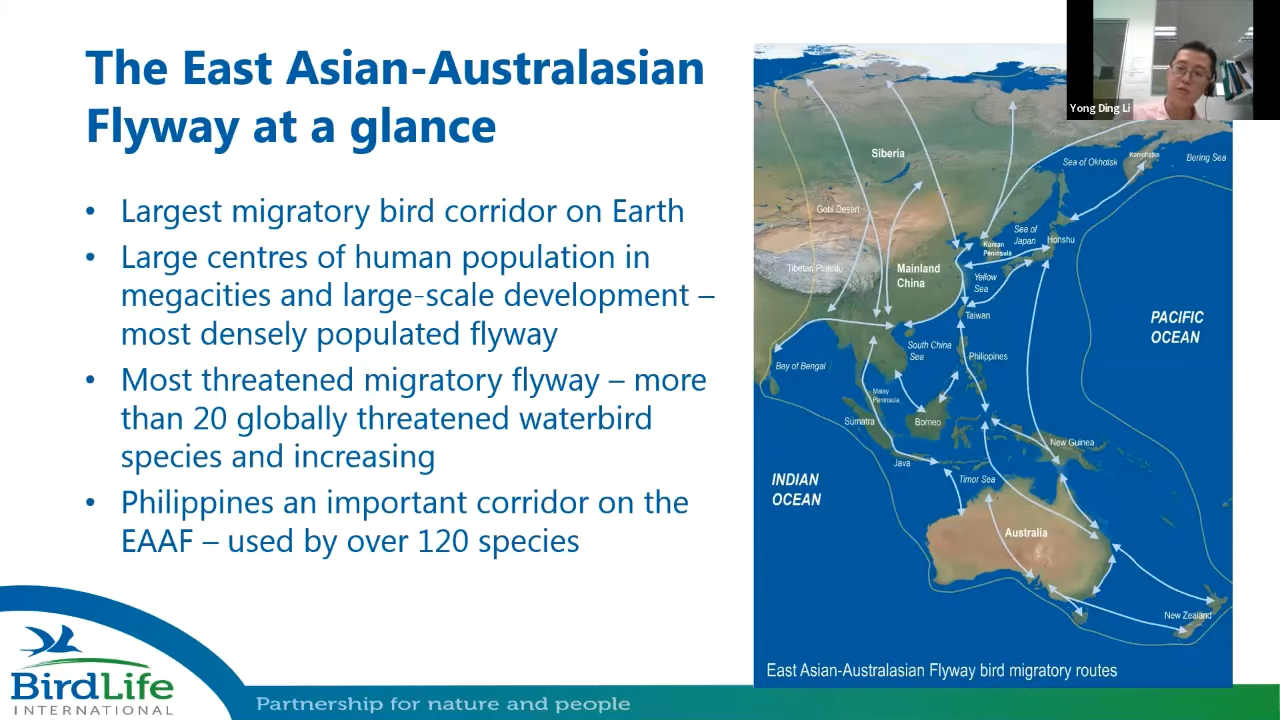 The East Asian-Australasian
Flyway at a glance
• Largest migratory bird corridor on Earth
• Large centres of human population in
megacities and large-scale development –
most densely populated flyway
• Most threatened migratory flyway – more
than 20 globally threatened waterbird
species and increasing
• Philippines an important corridor on the
EAAF – used by over 120 species
Yong Ding Li
Siberia
Sea of Okhotsk
Kamchatka
Bering Sea
Gobi Desert
Sea of
Japan
Honshu
Korean
Peninsula
Tibetan Plateau
Mainland
China
Yellow
Sea
Taiwan
PACIFIC
OCEAN
South China
Sea
Philippines
Bay of Bengal
Malay
Peninsula
Sumatra
Borneo
New Guinea
Java
Timor Sea
INDIAN
OCEAN
Australia
New Zealand
East Asian-Australasian Flyway bird migratory routes
BirdLife
INTERNATIONAL
Partnership for nature and people